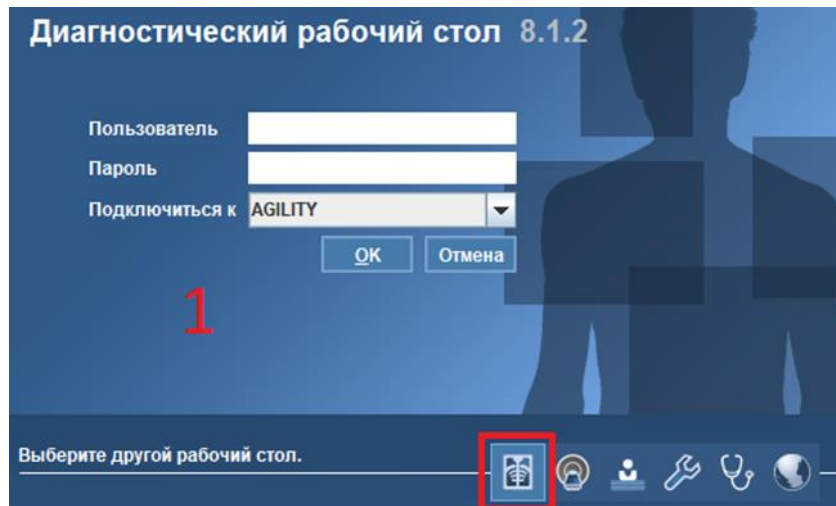 Диагностический рабочий стол 8.1.2
Пользователь
Пароль
Подключиться к AGILITY
OK Отмена
1
Выберите другой рабочий стол.